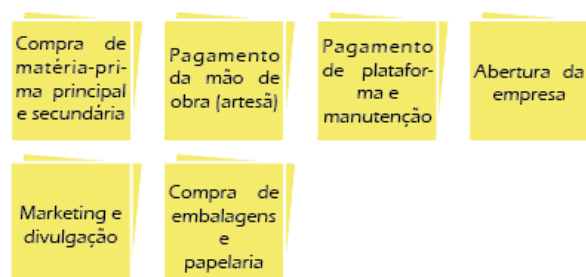 Compra de
matéria-pri-
ma principal
e secundária
Pagamento
da mão de
obra (artesã)
Pagamento
de platafor-
ma e
manutenção
Abertura da
empresa
Marketing e
divulgação
Compra de
embalagens
e
papelaria